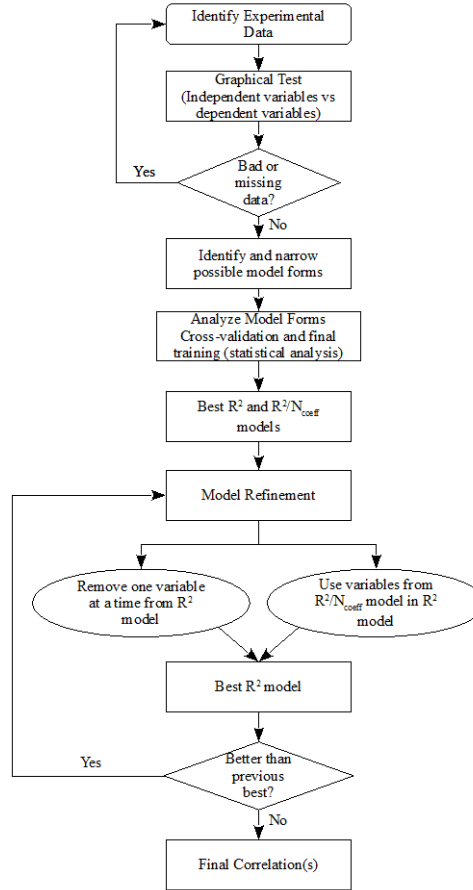 Identify Experimental
Data
Graphical Test
(Independent variables vs
dependent variables)
Yes
Bad or
missing
data?
No
Identify and narrow
possible model forms
Analyze Model Forms
Cross-validation and final
training (statistical analysis)
Best R² and R²/N_coeff
models
Model Refinement
Remove one variable
at a time from R²
model
Use variables from
R²/N_coeff model in R²
model
Best R² model
Yes
Better than
previous
best?
No
Final Correlation(s)